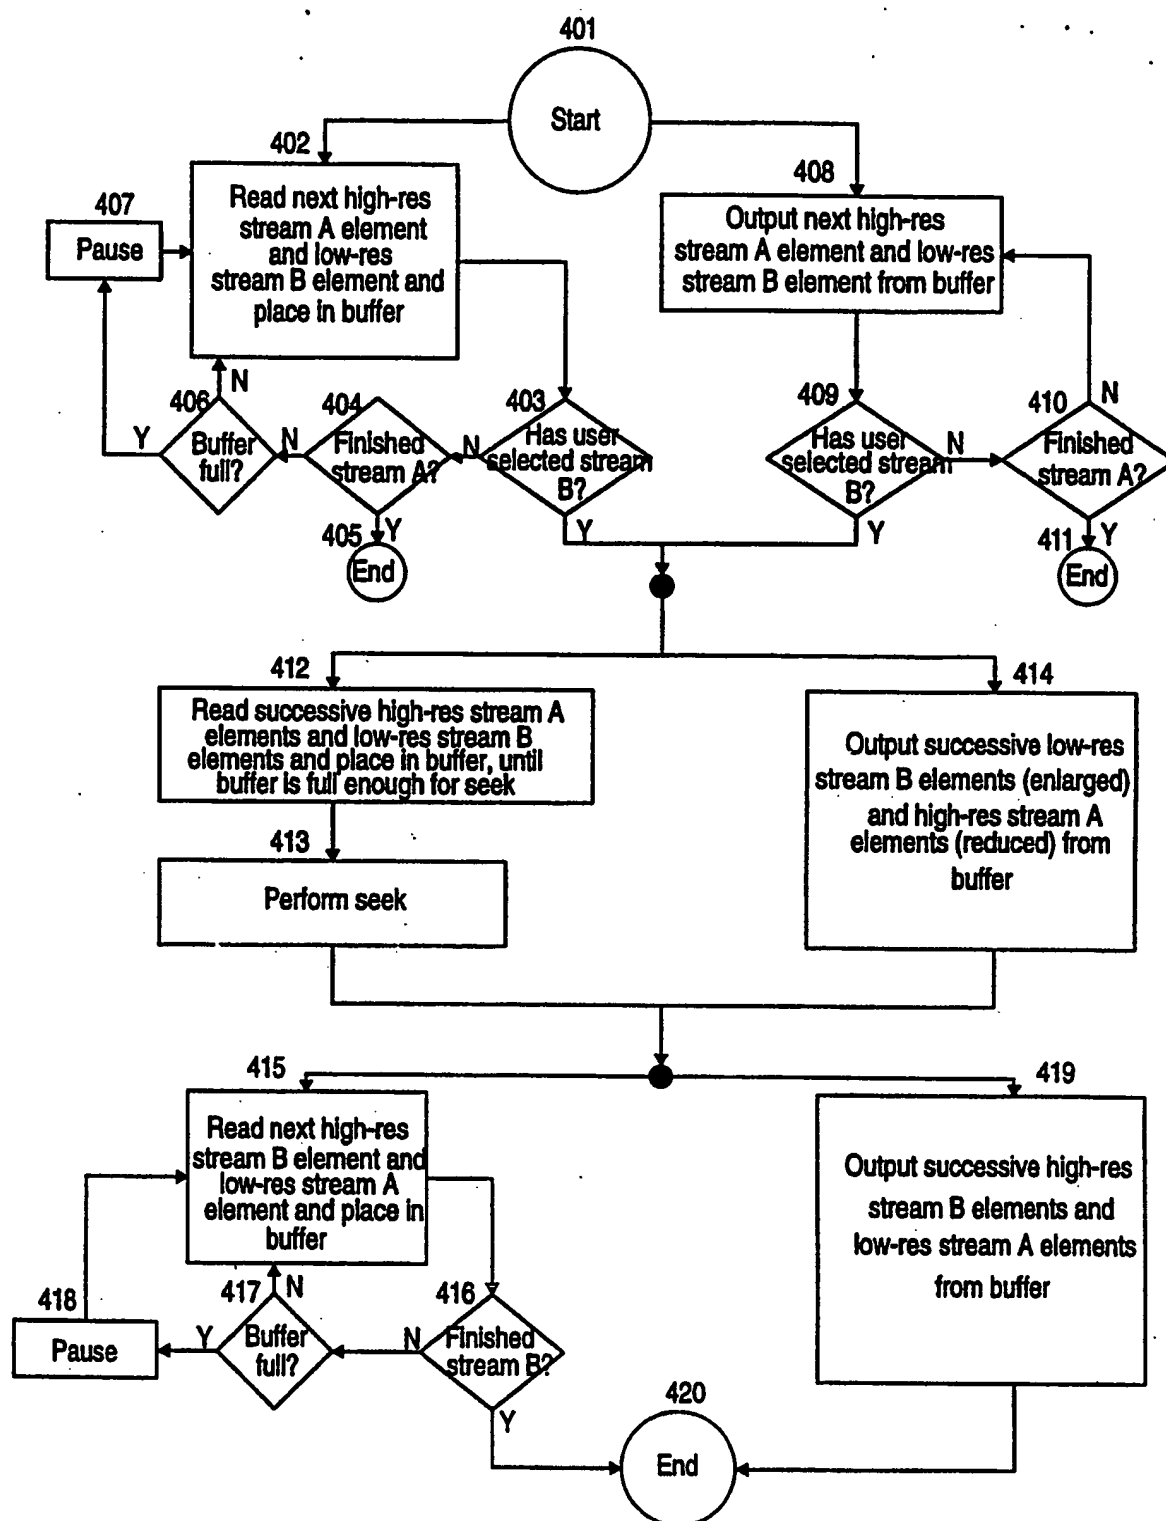 401
Start
402
Read next high-res
stream A element
and low-res
stream B element and
place in buffer
407
Pause
408
Output next high-res
stream A element and low-res
stream B element from buffer
N
406
Buffer
full?
Y
N
404
Finished
stream A?
N
403
Has user
selected stream
B?
Y
405
Y
End
409
Has user
selected stream
B?
N
Y
410
N
Finished
stream A?
411
Y
End
412
Read successive high-res stream A
elements and low-res stream B
elements and place in buffer, until
buffer is full enough for seek
413
Perform seek
414
Output successive low-res
stream B elements (enlarged)
and high-res stream A
elements (reduced) from
buffer
415
Read next high-res
stream B element and
low-res stream A
element and place in
buffer
419
Output successive high-res
stream B elements and
low-res stream A elements
from buffer
418
Pause
417
N
Y
Buffer
full?
416
N
Finished
stream B?
Y
420
End